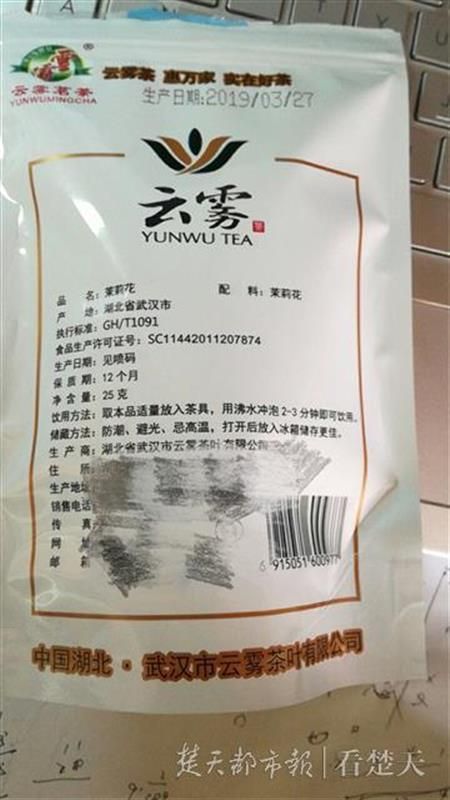 云雾茗茶
YUNWUMINGCHA
®
云雾茶 惠万家 实在好茶
生产日期:2019/03/27
云雾
YUNWU TEA
品 名: 茉莉花 配 料: 茉莉花
产 地: 湖北省武汉市
执行标准: GH/T1091
食品生产许可证号: SC11442011207874
生产日期: 见喷码
保 质 期: 12个月
净 含 量: 25克
饮用方法: 取本品适量放入茶具,用沸水冲泡2-3分钟即可饮用。
储藏方法: 防潮、避光、忌高温,打开后放入冰箱储存更佳。
生 产 商: 湖北省武汉市云雾茶叶有限公司
住 所
生产地址
销售电话
传 真
网
邮 箱
6 915051 600977
中国湖北·武汉市云雾茶叶有限公司
楚天都市报|看楚天